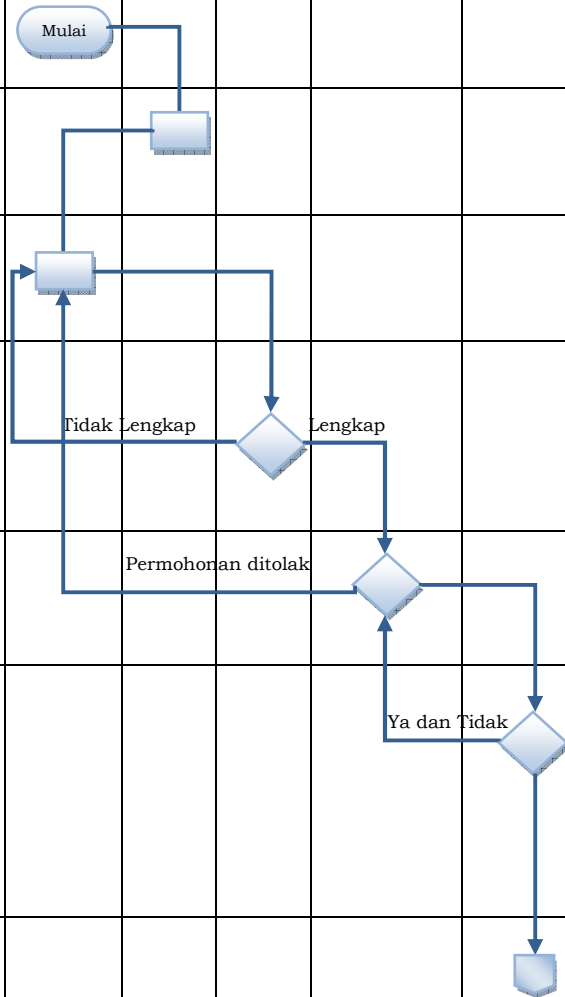 Mulai
Tidak Lengkap
Lengkap
Permohonan ditolak
Ya dan Tidak